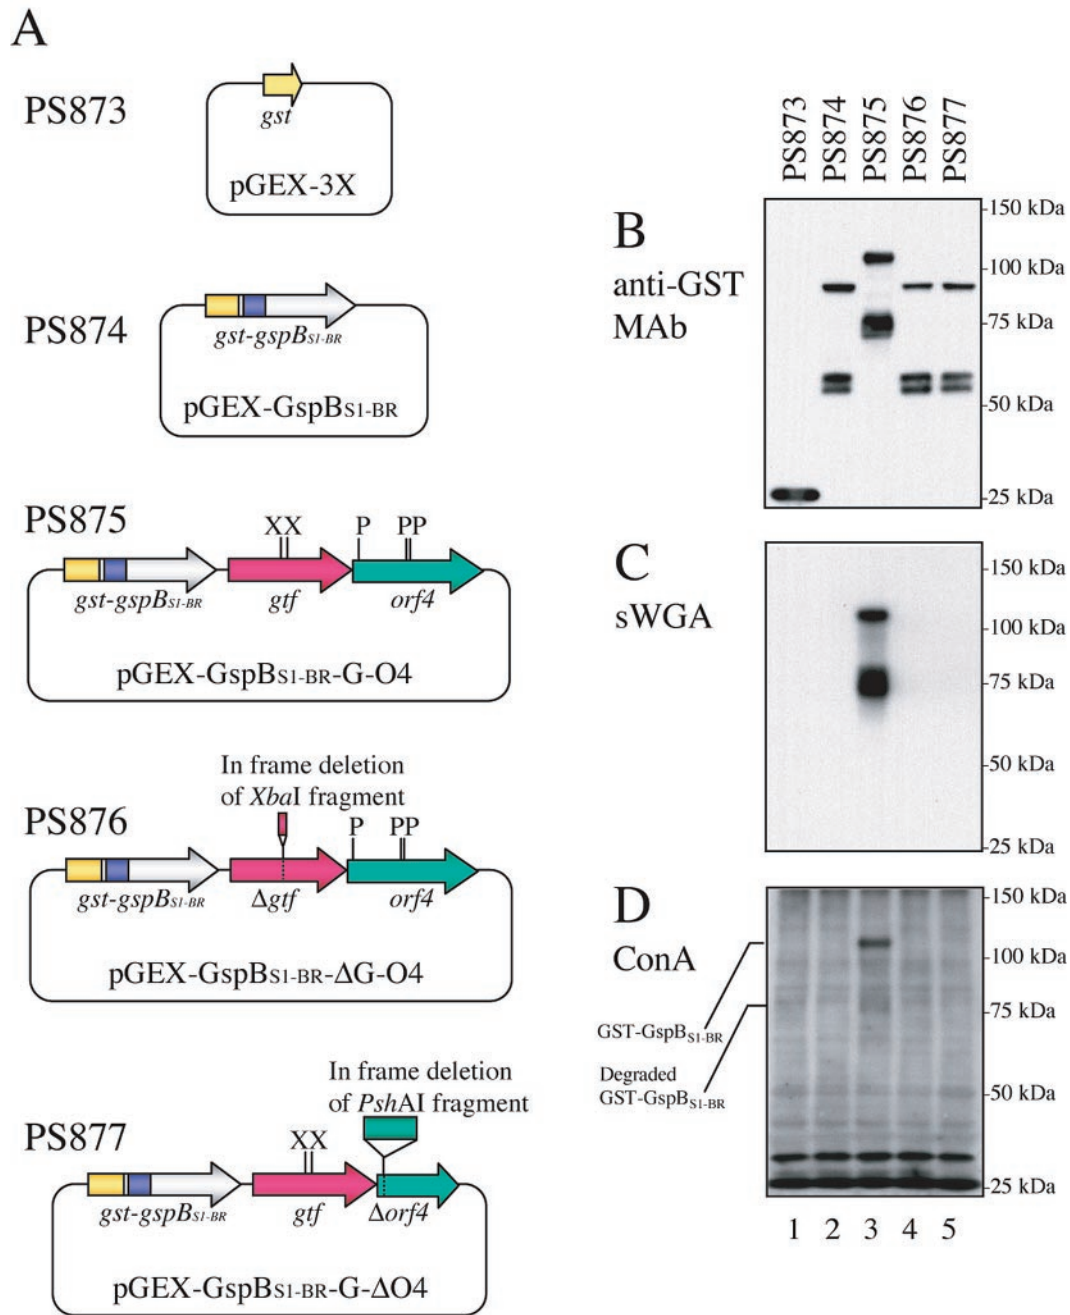 A
PS873
gst
pGEX-3X
PS874
gst-gspBS1-BR
pGEX-GspBS1-BR
PS875
XX P PP
gst-gspBS1-BR gtf orf4
pGEX-GspBS1-BR-G-O4
In frame deletion
of XbaI fragment
PS876
P PP
gst-gspBS1-BR Δgtf orf4
pGEX-GspBS1-BR-ΔG-O4
In frame deletion
of PshAI fragment
PS877
XX
gst-gspBS1-BR gtf Δorf4
pGEX-GspBS1-BR-G-ΔO4
PS873 PS874 PS875 PS876 PS877
B
anti-GST
MAb
150 kDa
100 kDa
75 kDa
50 kDa
25 kDa
C
sWGA
150 kDa
100 kDa
75 kDa
50 kDa
25 kDa
D
ConA
GST-GspBS1-BR
Degraded
GST-GspBS1-BR
150 kDa
100 kDa
75 kDa
50 kDa
25 kDa
1 2 3 4 5